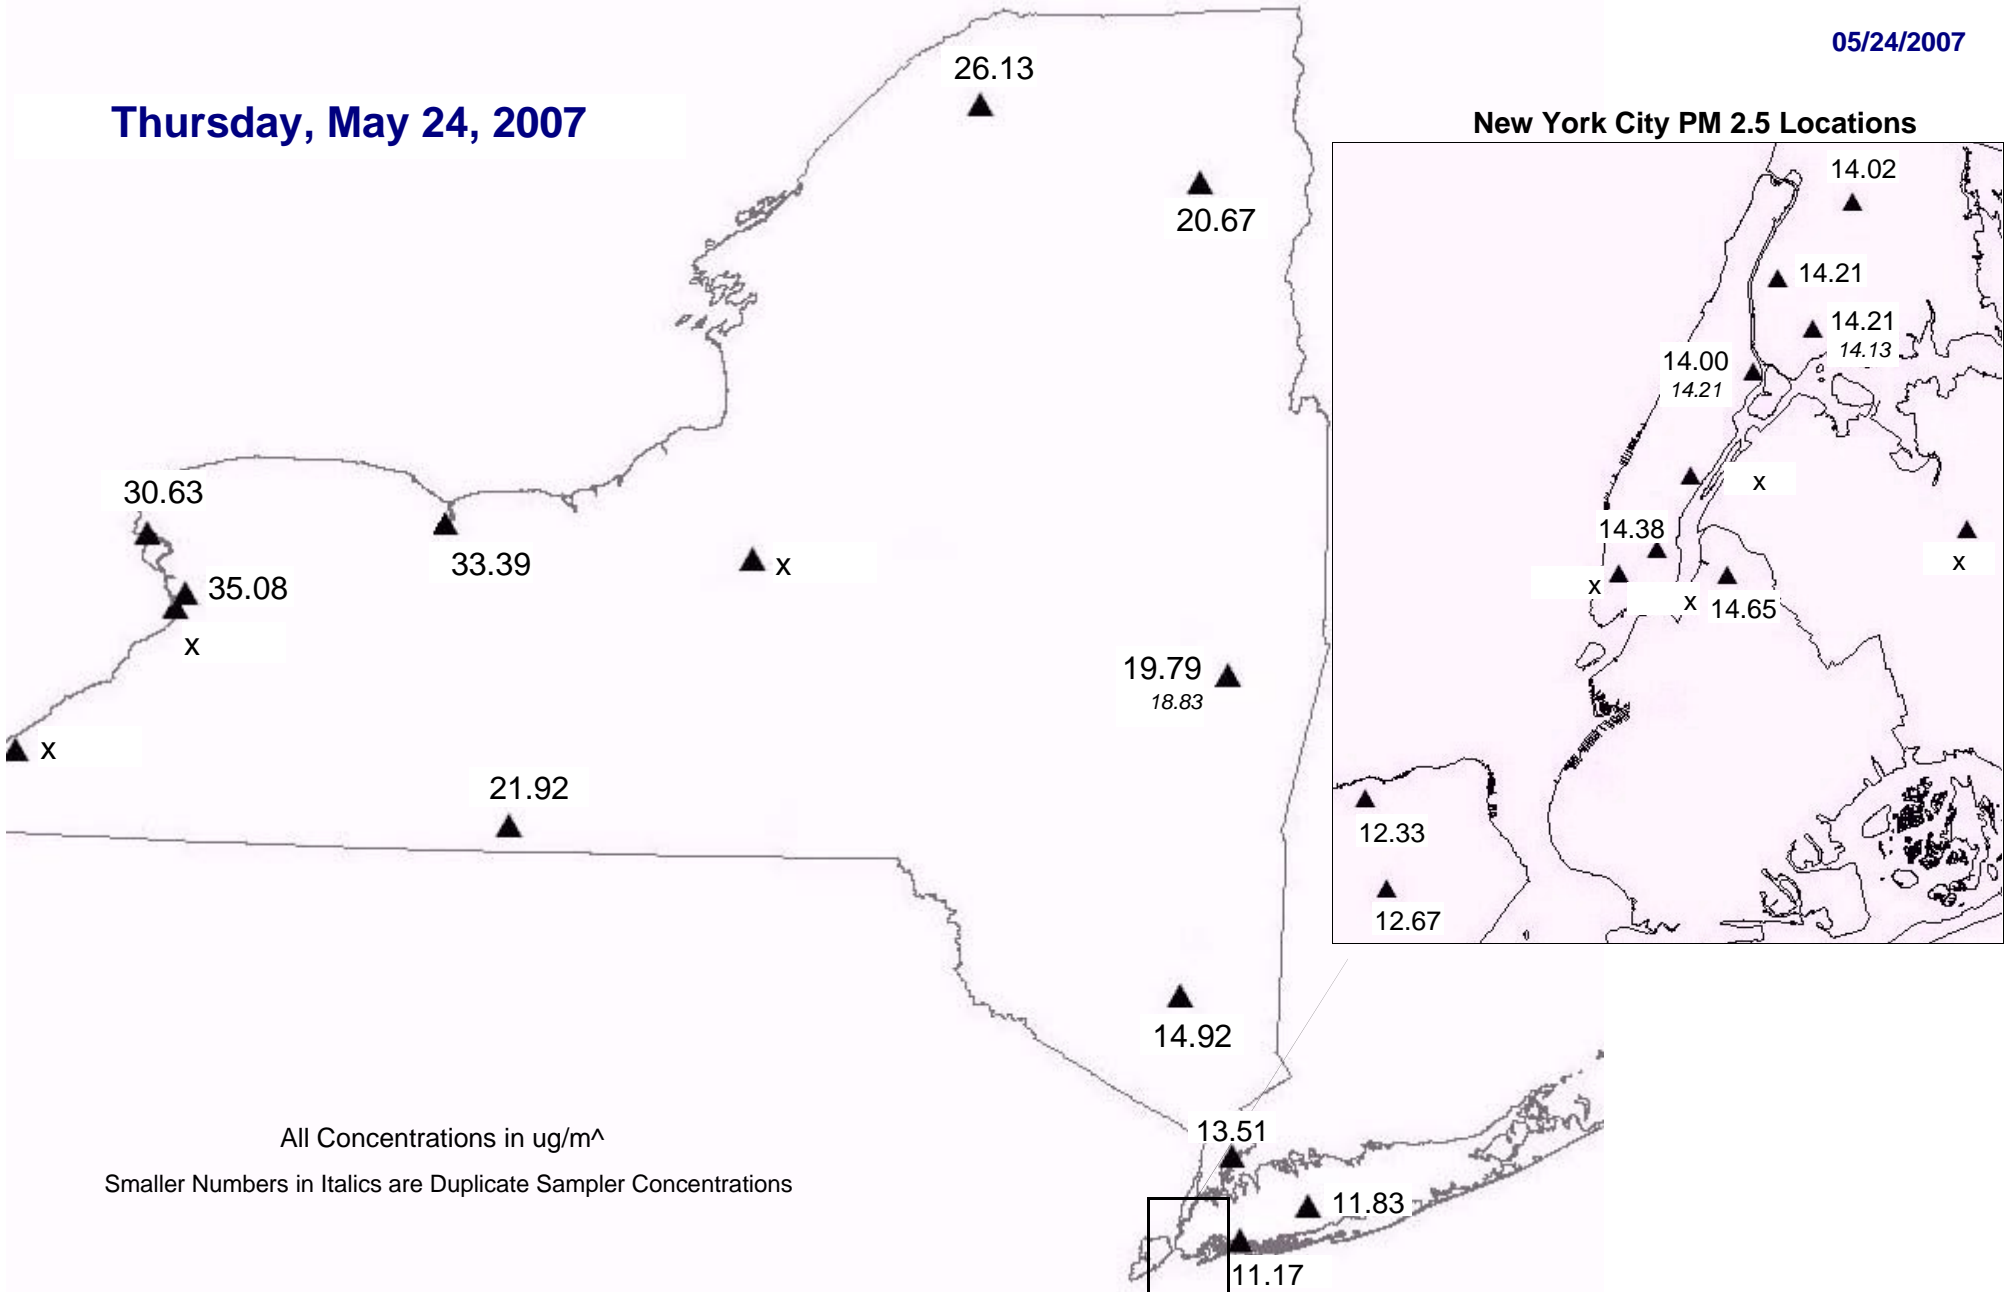 05/24/2007
Thursday, May 24, 2007
26.13
20.67
30.63
33.39
35.08
x
x
x
19.79
18.83
21.92
14.92
13.51
11.83
11.17
All Concentrations in ug/m^
Smaller Numbers in Italics are Duplicate Sampler Concentrations
New York City PM 2.5 Locations
14.02
14.21
14.21
14.13
14.00
14.21
x
14.38
x
x
x
14.65
12.33
12.67